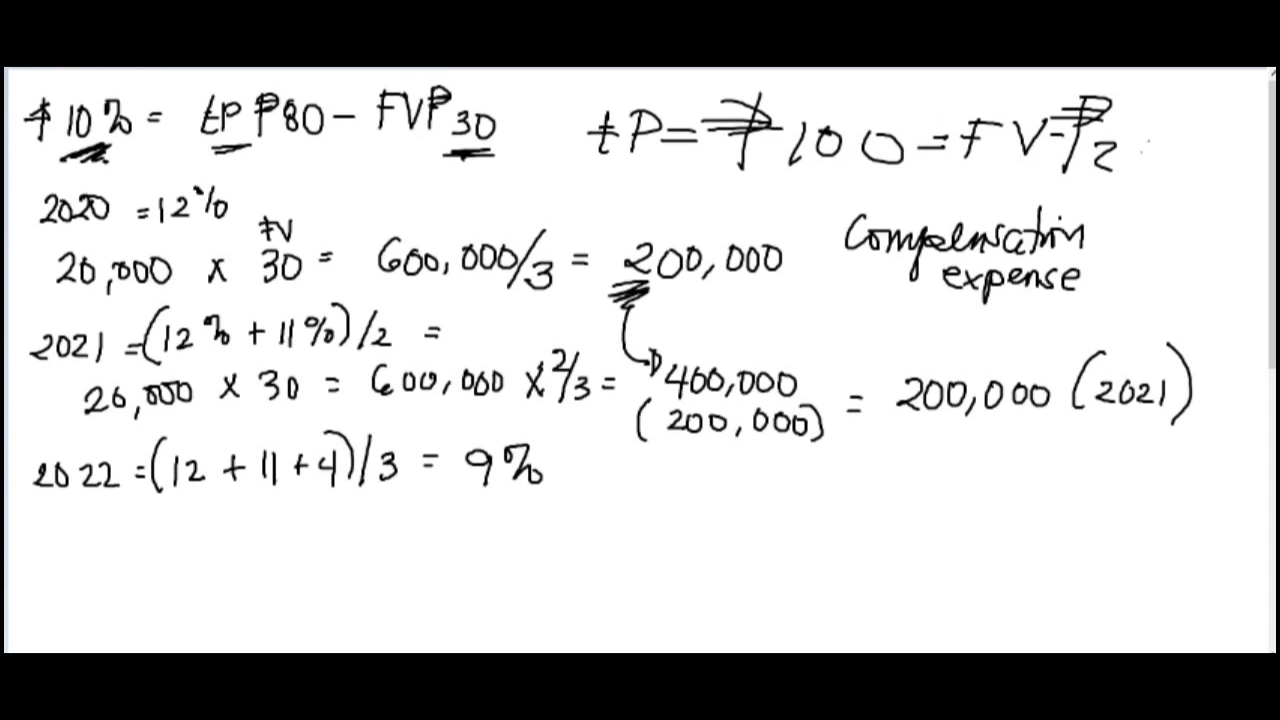 ↑ 10% = EP ₱80 - FV₱30
EP = ₱100 = FV-₱2
2020 = 12%
FV
20,000 x 30 = 600,000/3 = 200,000
Compensation
expense
2021 = (12% + 11%)/2 =
20,000 x 30 = 600,000 x 2/3 = 400,000
(200,000) = 200,000 (2021)
2022 = (12 + 11 + 4)/3 = 9%